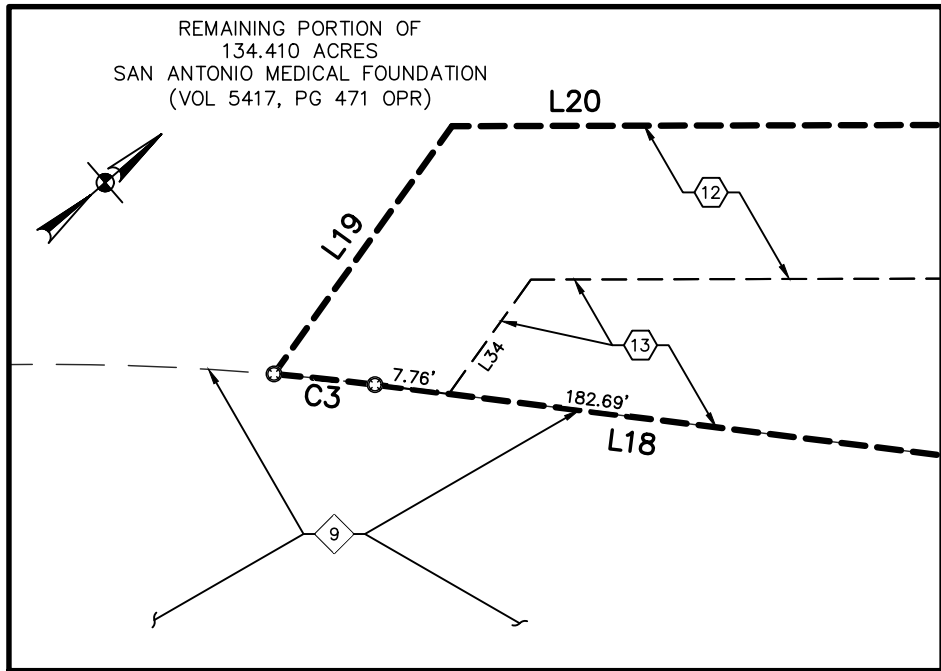 REMAINING PORTION OF
134.410 ACRES
SAN ANTONIO MEDICAL FOUNDATION
(VOL 5417, PG 471 OPR)
L20
12
L19
13
L34
7.76'
C3
182.69'
L18
9